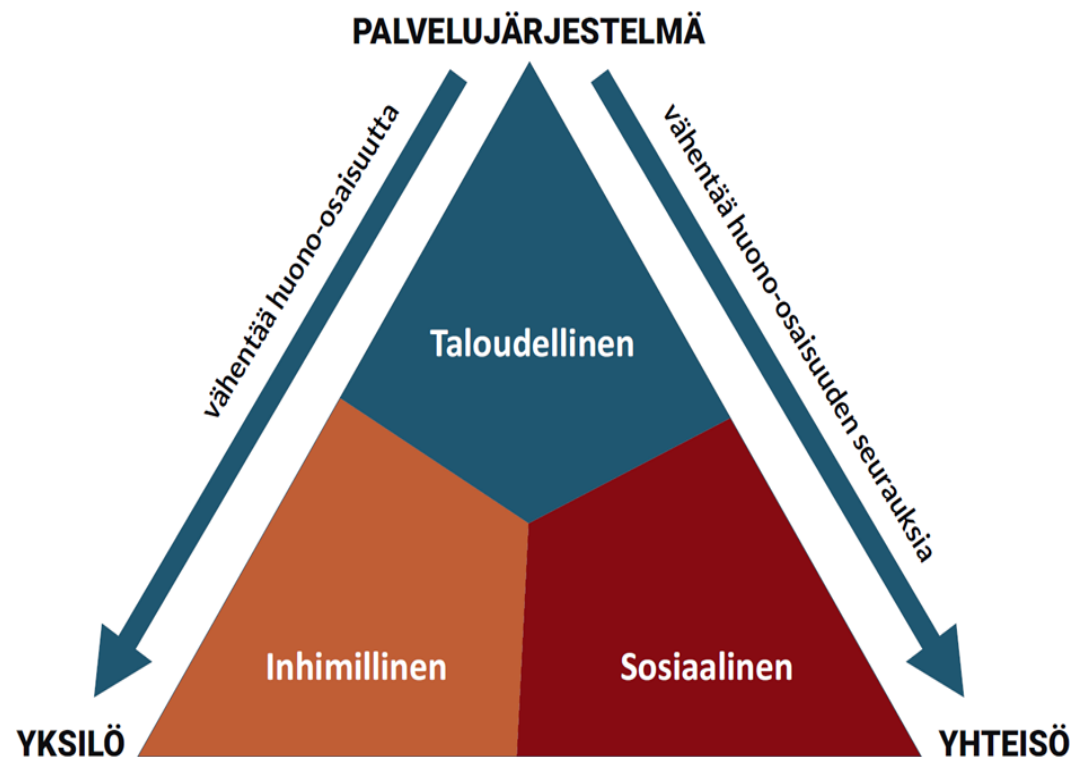 PALVELUJÄRJESTELMÄ
vähentää huono-osaisuutta
vähentää huono-osaisuuden seurauksia
Taloudellinen
Inhimillinen
Sosiaalinen
YKSILÖ
YHTEISÖ